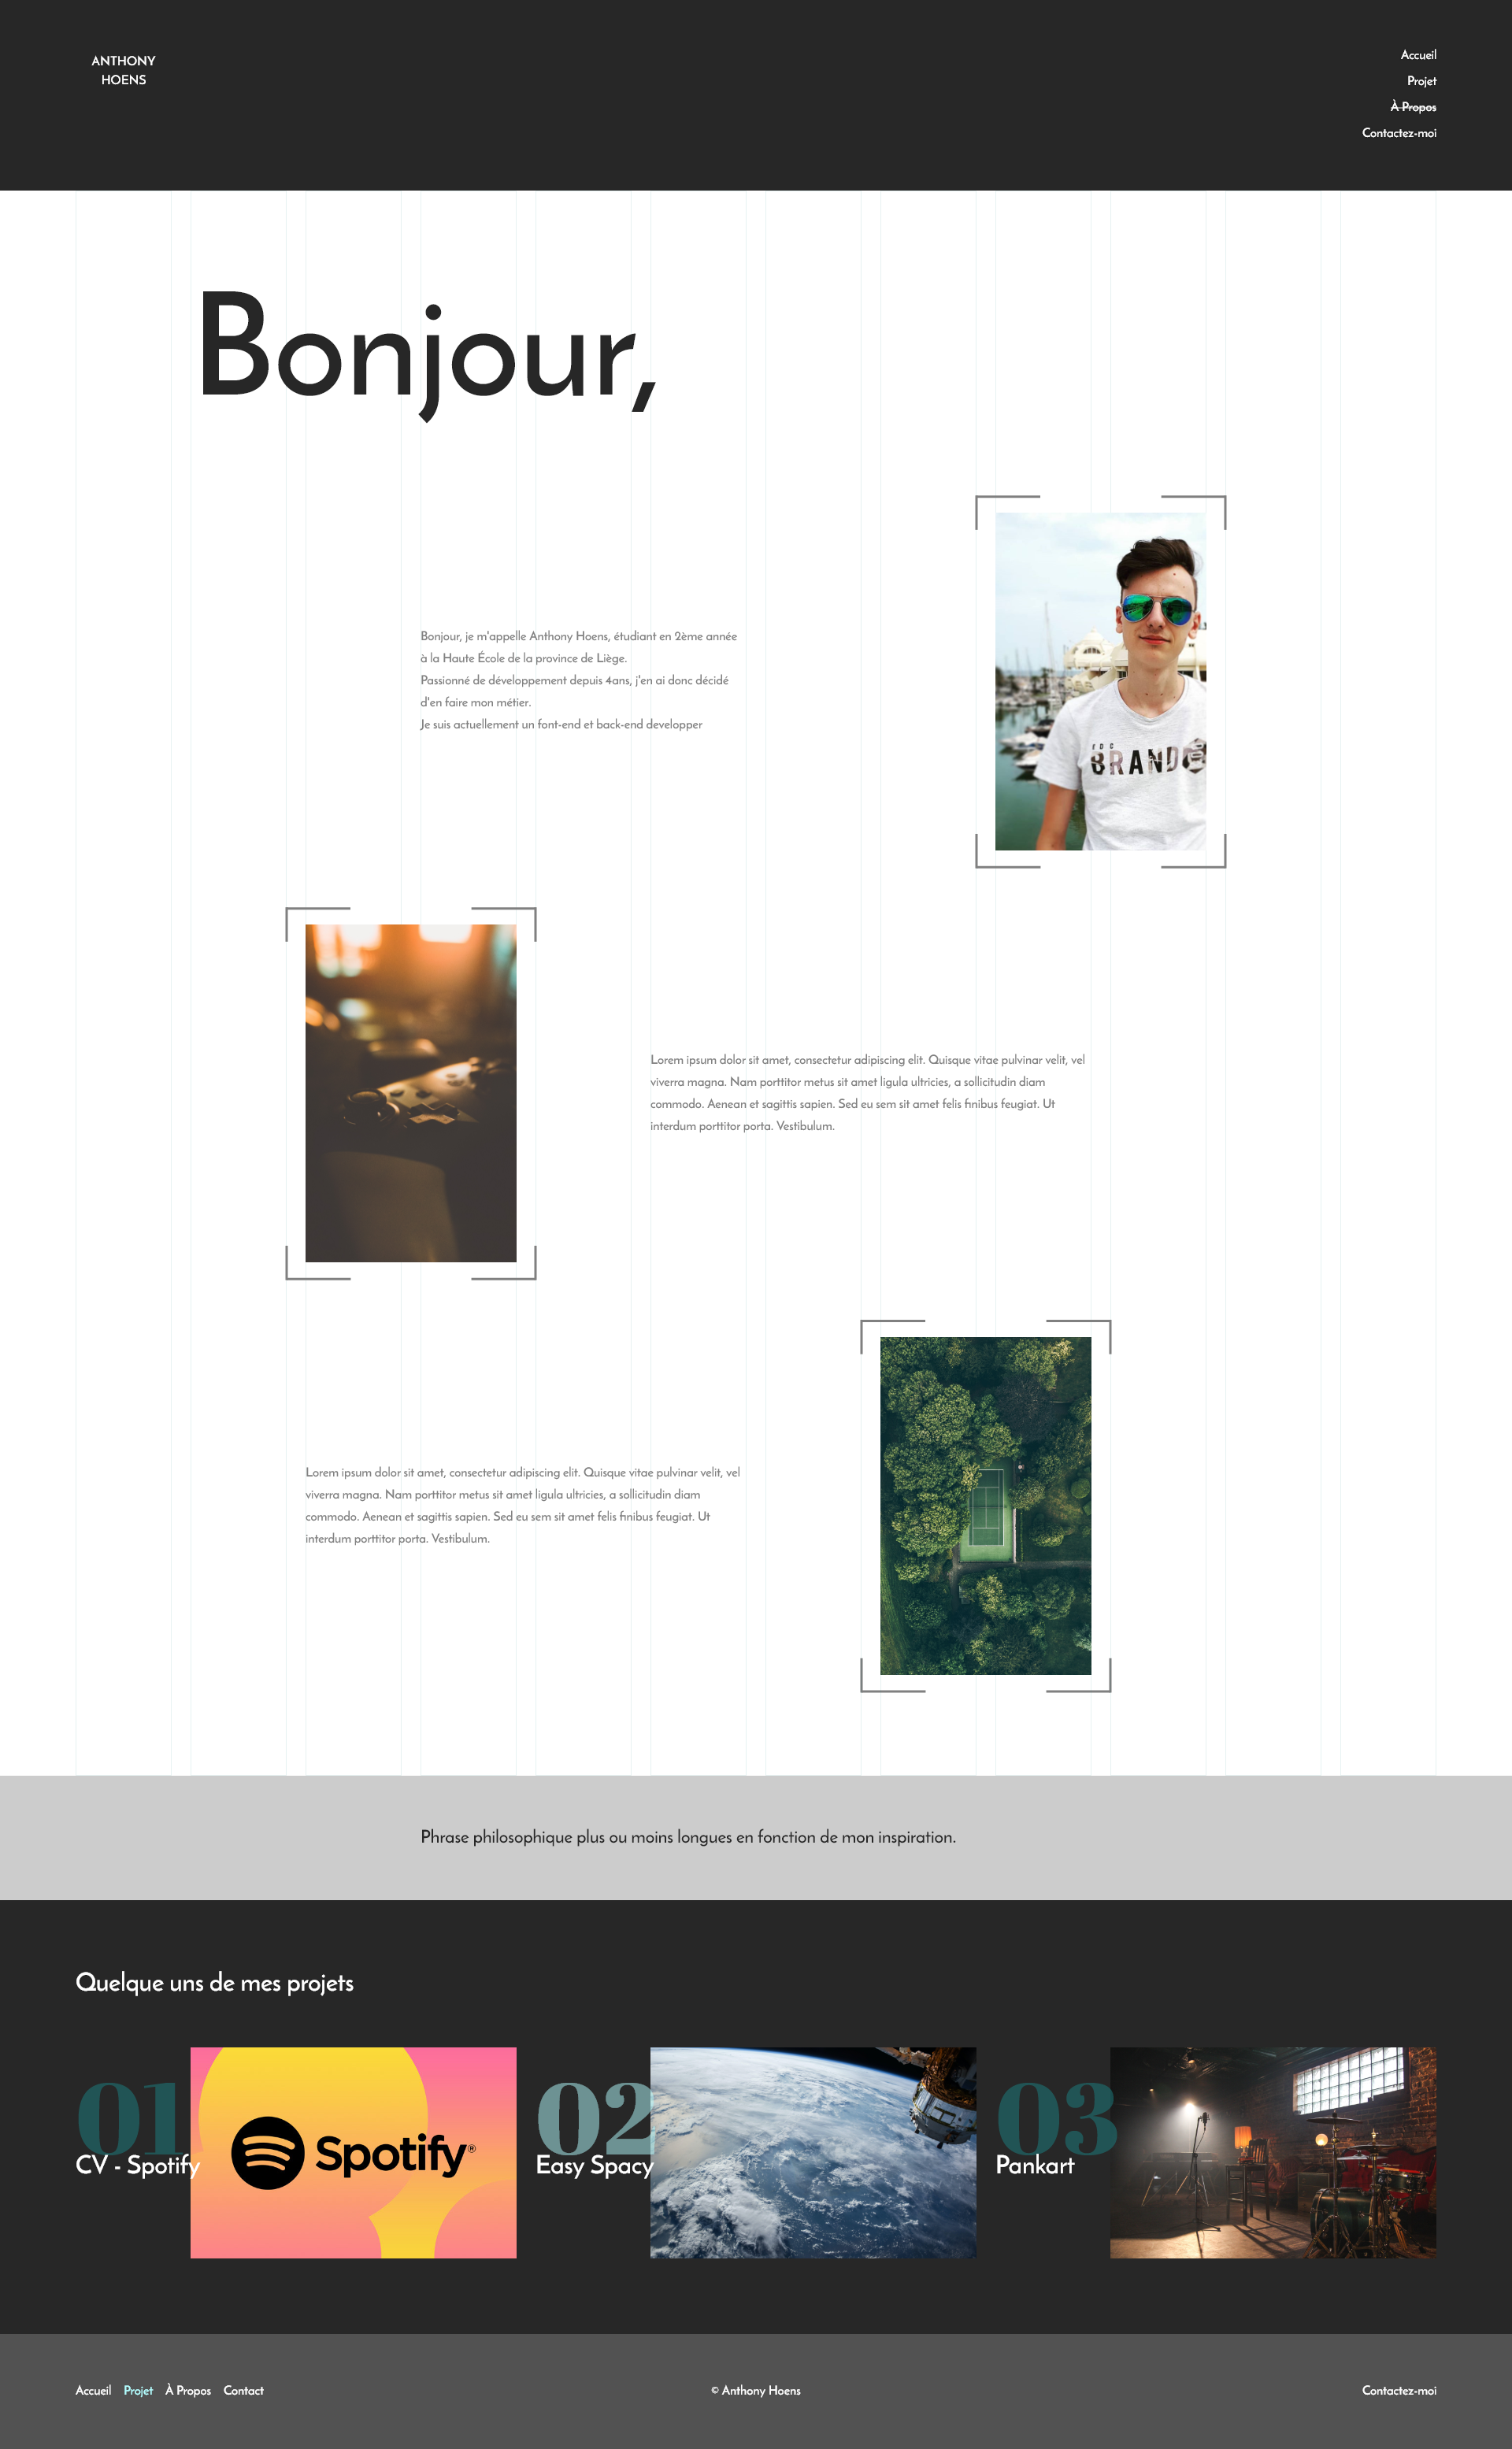 ANTHONY
HOENS
Accueil
Projet
À Propos
Contactez-moi
Bonjour,
Bonjour, je m'appelle Anthony Hoens, étudiant en 2ème année
à la Haute École de la province de Liège.
Passionné de développement depuis 4ans, j'en ai donc décidé
d'en faire mon métier.
Je suis actuellement un font-end et back-end developper
EDC
BRAND
Lorem ipsum dolor sit amet, consectetur adipiscing elit. Quisque vitae pulvinar velit, vel
viverra magna. Nam porttitor metus sit amet ligula ultricies, a sollicitudin diam
commodo. Aenean et sagittis sapien. Sed eu sem sit amet felis finibus feugiat. Ut
interdum porttitor porta. Vestibulum.
Lorem ipsum dolor sit amet, consectetur adipiscing elit. Quisque vitae pulvinar velit, vel
viverra magna. Nam porttitor metus sit amet ligula ultricies, a sollicitudin diam
commodo. Aenean et sagittis sapien. Sed eu sem sit amet felis finibus feugiat. Ut
interdum porttitor porta. Vestibulum.
Phrase philosophique plus ou moins longues en fonction de mon inspiration.
Quelque uns de mes projets
01
CV - Spotify
Spotify®
02
Easy Spacy
03
Pankart
Accueil Projet À Propos Contact
© Anthony Hoens
Contactez-moi